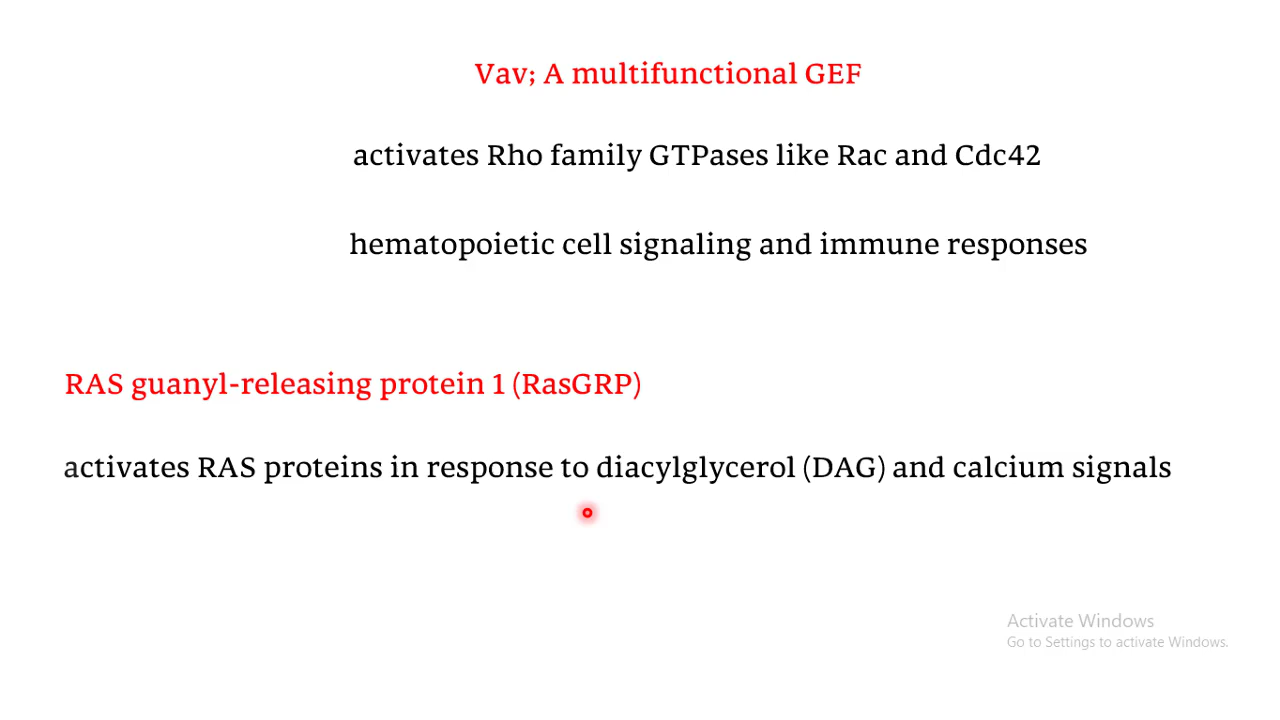 Vav; A multifunctional GEF
activates Rho family GTPases like Rac and Cdc42
hematopoietic cell signaling and immune responses
RAS guanyl-releasing protein 1 (RasGRP)
activates RAS proteins in response to diacylglycerol (DAG) and calcium signals
Activate Windows
Go to Settings to activate Windows.